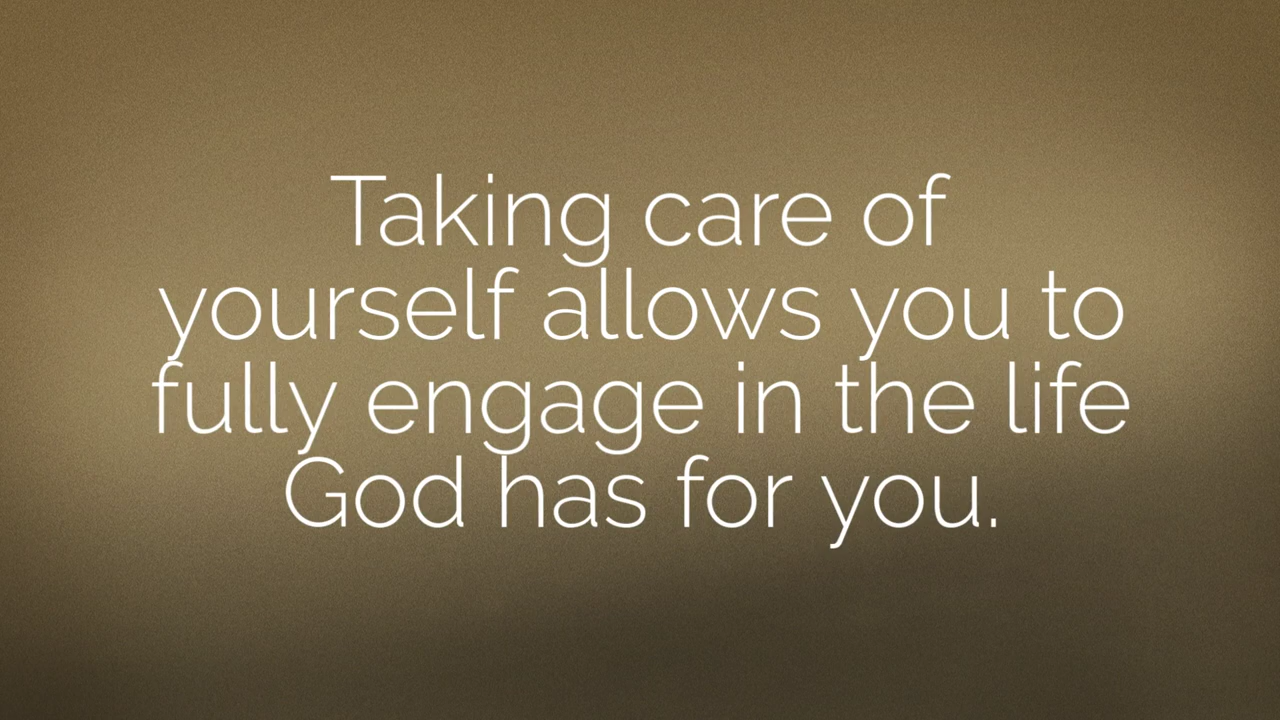 Taking care of
yourself allows you to
fully engage in the life
God has for you.